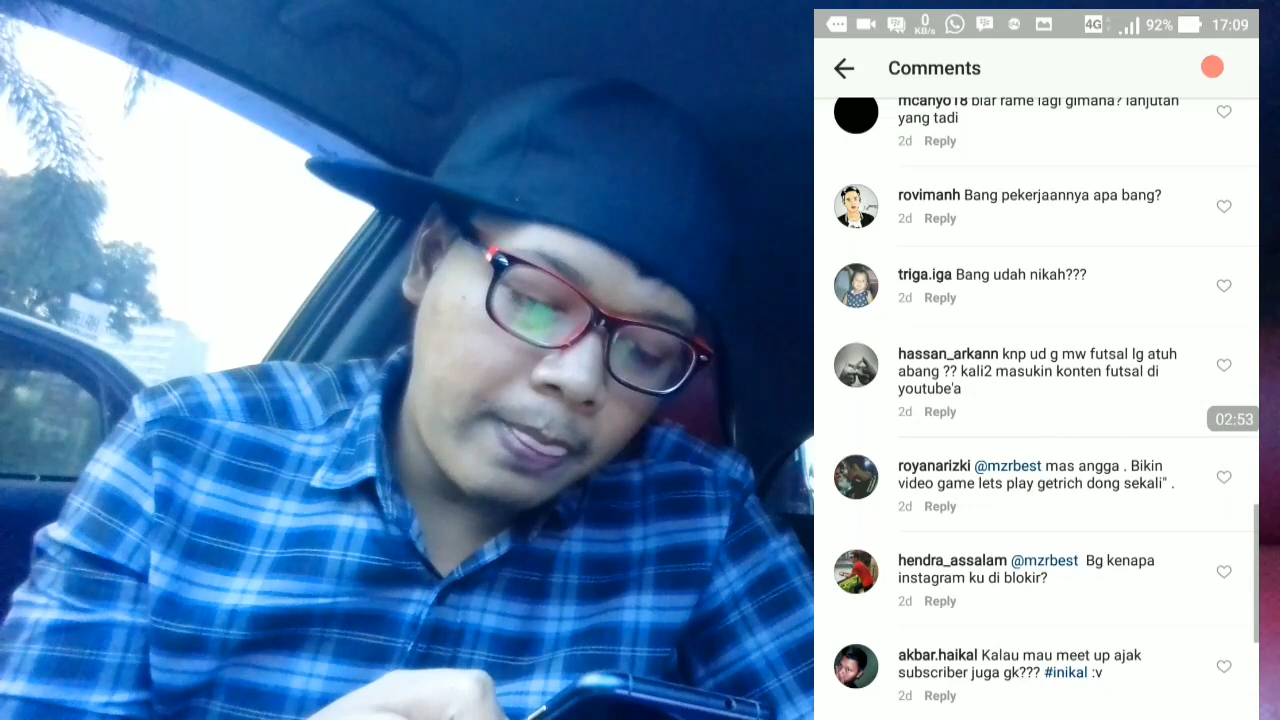 0
KB/s
4G
92%
17:09
Comments
mcanyo18 biar rame lagi gimana? lanjutan
yang tadi
2d Reply
rovimanh Bang pekerjaannya apa bang?
2d Reply
triga.iga Bang udah nikah???
2d Reply
hassan_arkann knp ud g mw futsal lg atuh
abang ?? kali2 masukin konten futsal di
youtube'a
2d Reply
02:53
royanarizki @mzrbest mas angga . Bikin
video game lets play getrich dong sekali" .
2d Reply
hendra_assalam @mzrbest Bg kenapa
instagram ku di blokir?
2d Reply
akbar.haikal Kalau mau meet up ajak
subscriber juga gk??? #inikal :v
2d Reply